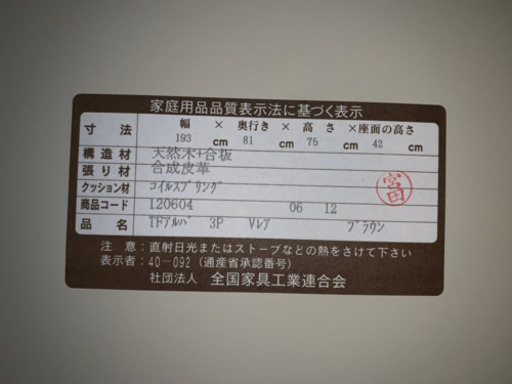 家庭用品品質表示法に基づく表示
寸法 幅 × 奥行き × 高さ × 座面の高さ
193 cm 81 cm 75 cm 42 cm
構造材 天然木+合板
張り材 合成皮革
クッション材 コイルスプリング
商品コード 120604 06 12
品名 TFアルバ 3P Vレア ブラウン
宮田
注意:直射日光またはストーブなどの熱をさけて下さい
表示者:40-092(通産省承認番号)
社団法人 全国家具工業連合会